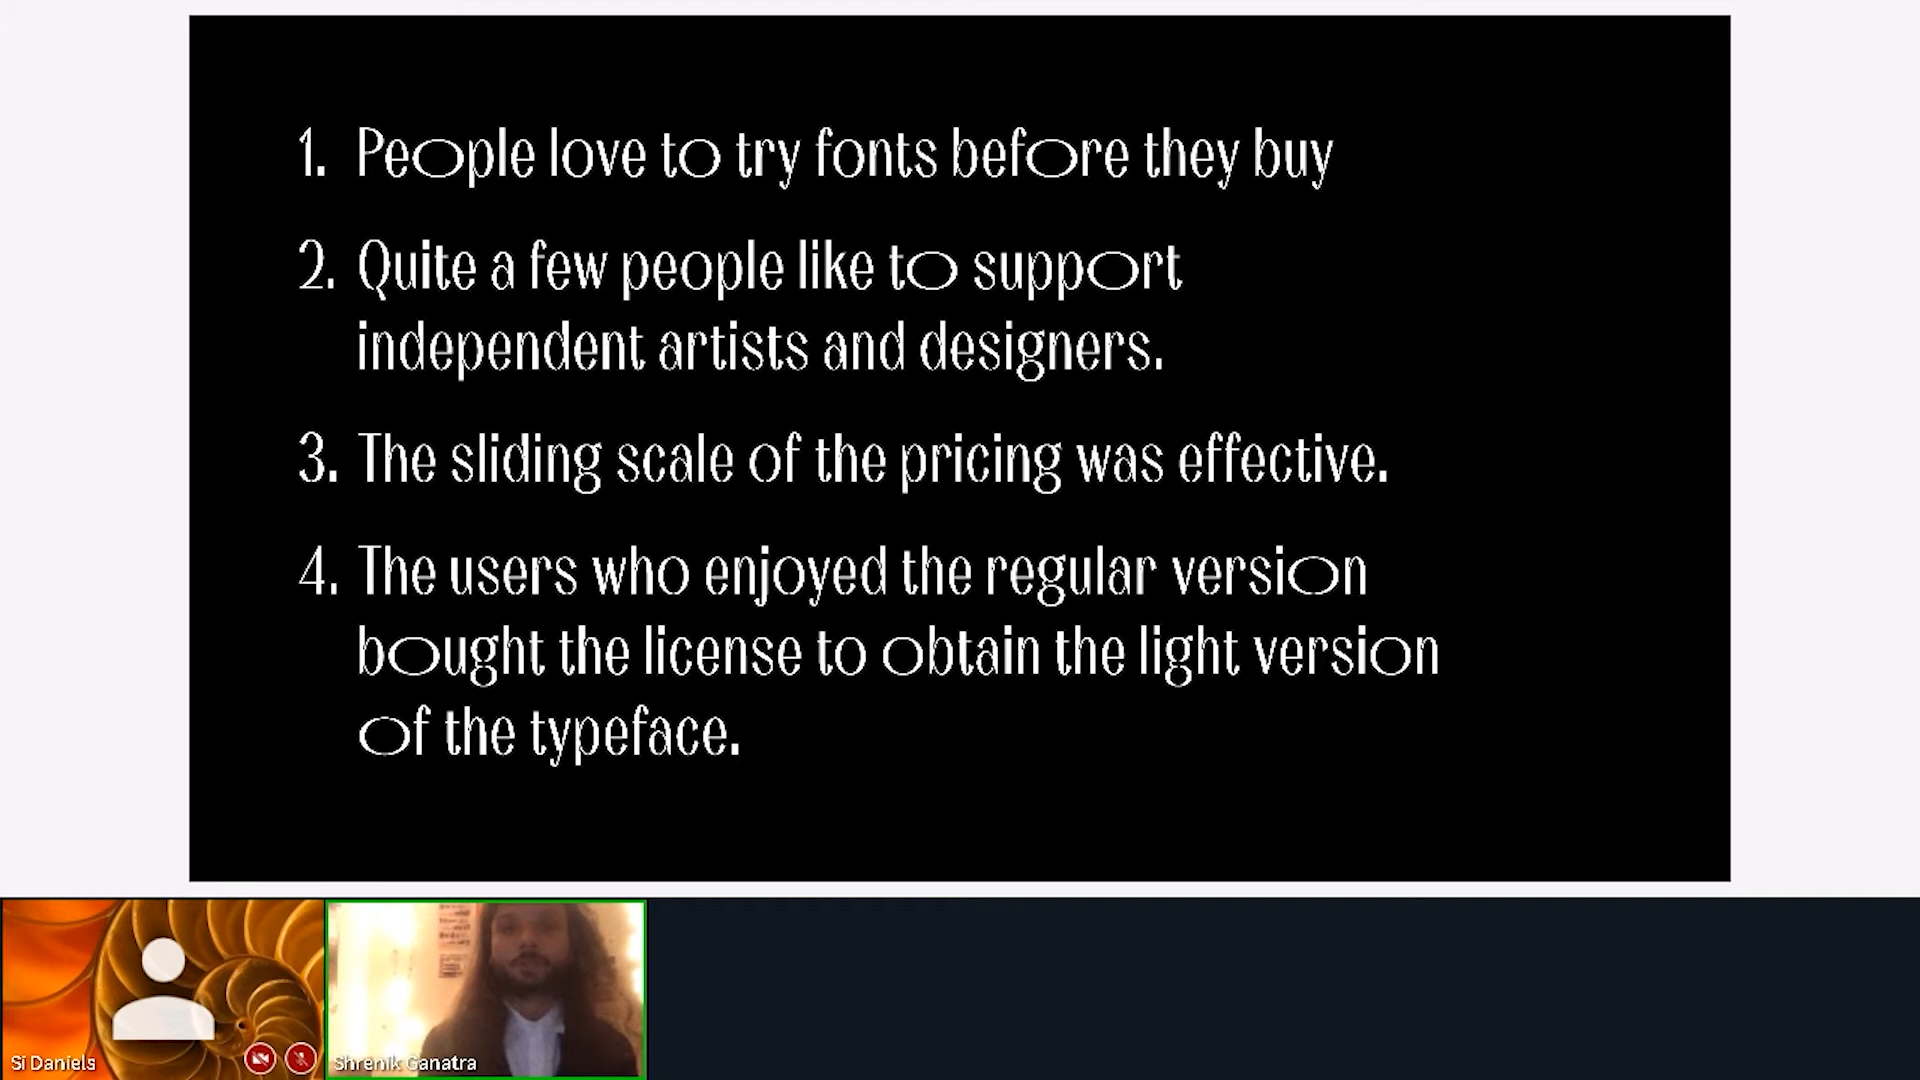 1. People love to try fonts before they buy
2. Quite a few people like to support
independent artists and designers.
3. The sliding scale of the pricing was effective.
4. The users who enjoyed the regular version
bought the license to obtain the light version
of the typeface.
Si Daniels
Shrenik Ganatra